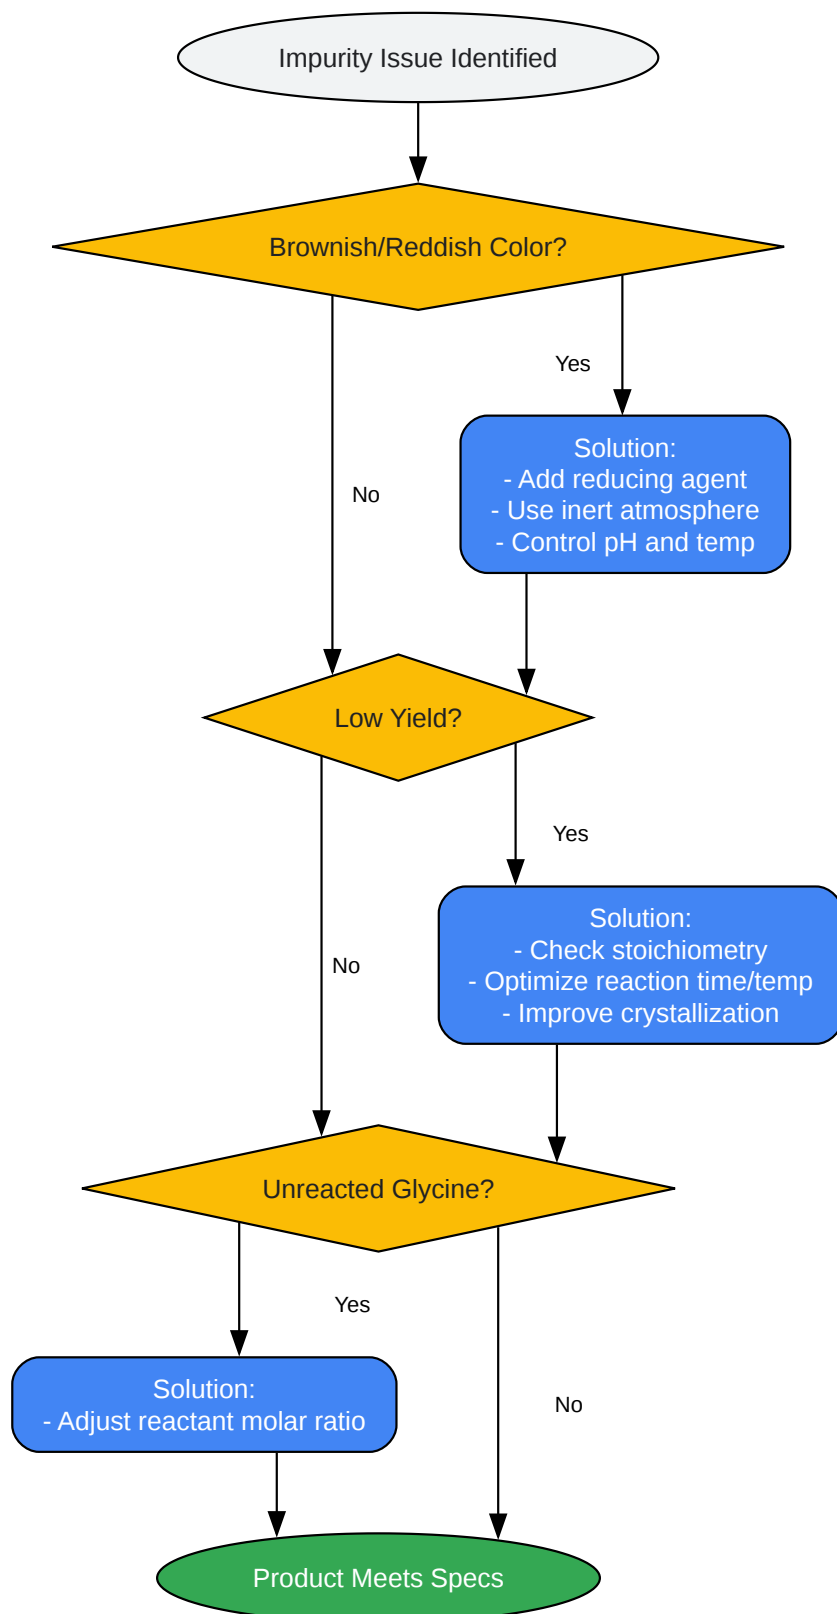 Impurity Issue Identified
Brownish/Reddish Color?
Yes
Solution:
- Add reducing agent
- Use inert atmosphere
- Control pH and temp
No
Low Yield?
Yes
Solution:
- Check stoichiometry
- Optimize reaction time/temp
- Improve crystallization
No
Unreacted Glycine?
Yes
Solution:
- Adjust reactant molar ratio
No
Product Meets Specs